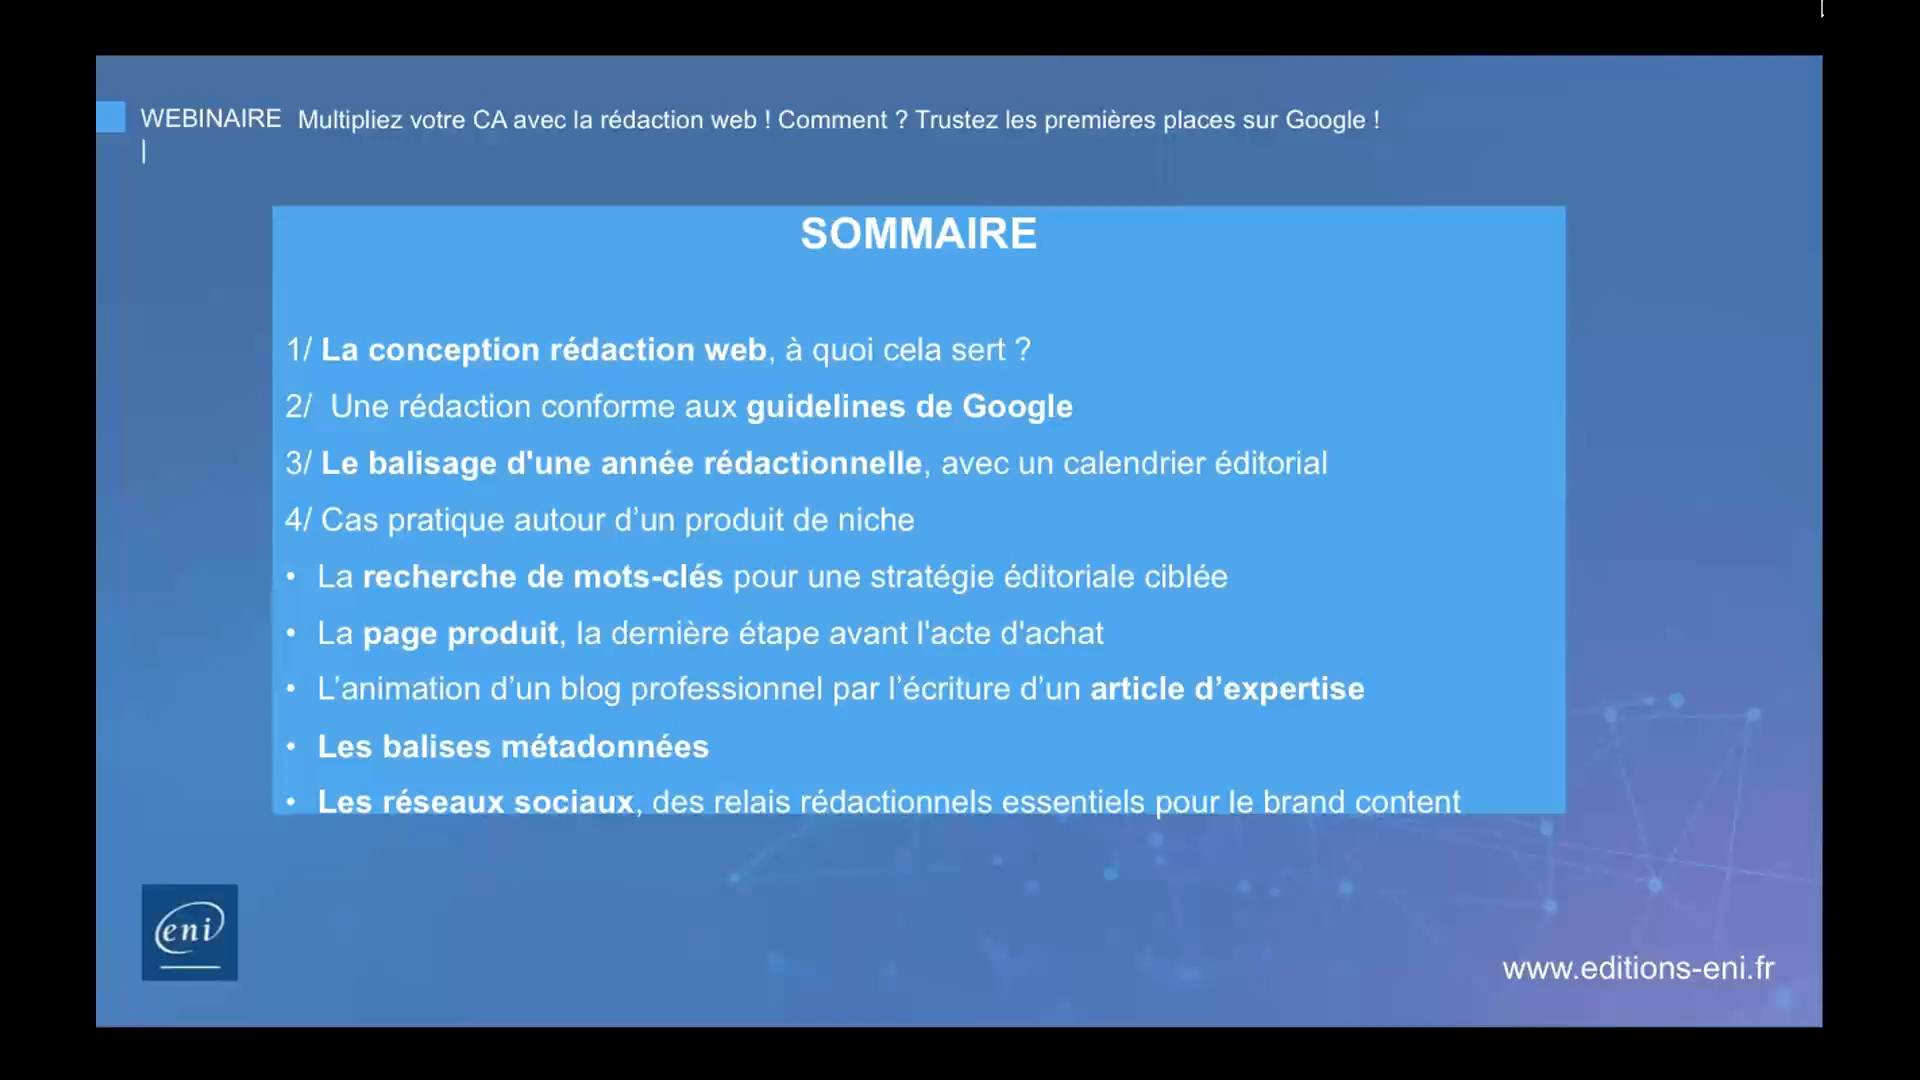 WEBINAIRE Multipliez votre CA avec la rédaction web ! Comment ? Trustez les premières places sur Google !
|
SOMMAIRE
1/ La conception rédaction web, à quoi cela sert ?
2/ Une rédaction conforme aux guidelines de Google
3/ Le balisage d'une année rédactionnelle, avec un calendrier éditorial
4/ Cas pratique autour d’un produit de niche
• La recherche de mots-clés pour une stratégie éditoriale ciblée
• La page produit, la dernière étape avant l'acte d'achat
• L’animation d’un blog professionnel par l’écriture d’un article d’expertise
• Les balises métadonnées
• Les réseaux sociaux, des relais rédactionnels essentiels pour le brand content
eni
www.editions-eni.fr